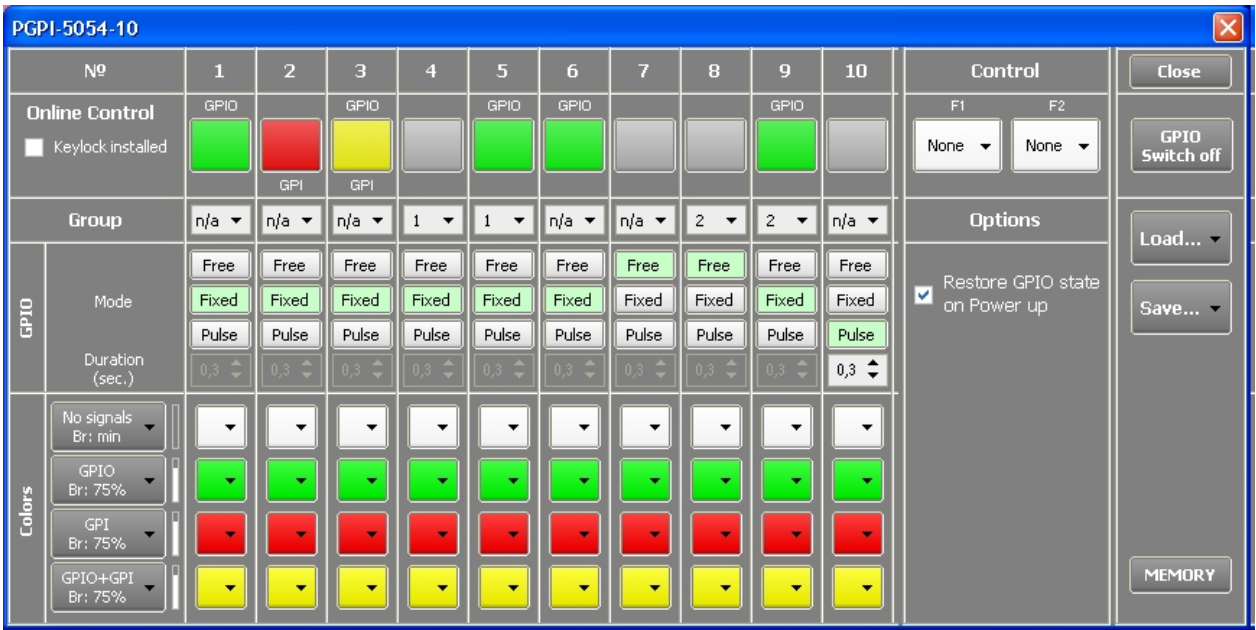 PGPI-5054-10
Nº 1 2 3 4 5 6 7 8 9 10 Control Close
Online Control
Keylock installed
GPIO GPIO GPIO GPIO GPIO
GPI GPI
F1 F2
None None
GPIO
Switch off
Group n/a n/a n/a 1 1 n/a n/a 2 2 n/a
Options
Load...
Save...
GPIO
Mode
Free Free Free Free Free Free Free Free Free Free
Fixed Fixed Fixed Fixed Fixed Fixed Fixed Fixed Fixed Fixed
Pulse Pulse Pulse Pulse Pulse Pulse Pulse Pulse Pulse Pulse
Duration
(sec.)
0,3 0,3 0,3 0,3 0,3 0,3 0,3 0,3 0,3 0,3
Restore GPIO state
on Power up
Colors
No signals
Br: min
GPIO
Br: 75%
GPI
Br: 75%
GPIO+GPI
Br: 75%
MEMORY